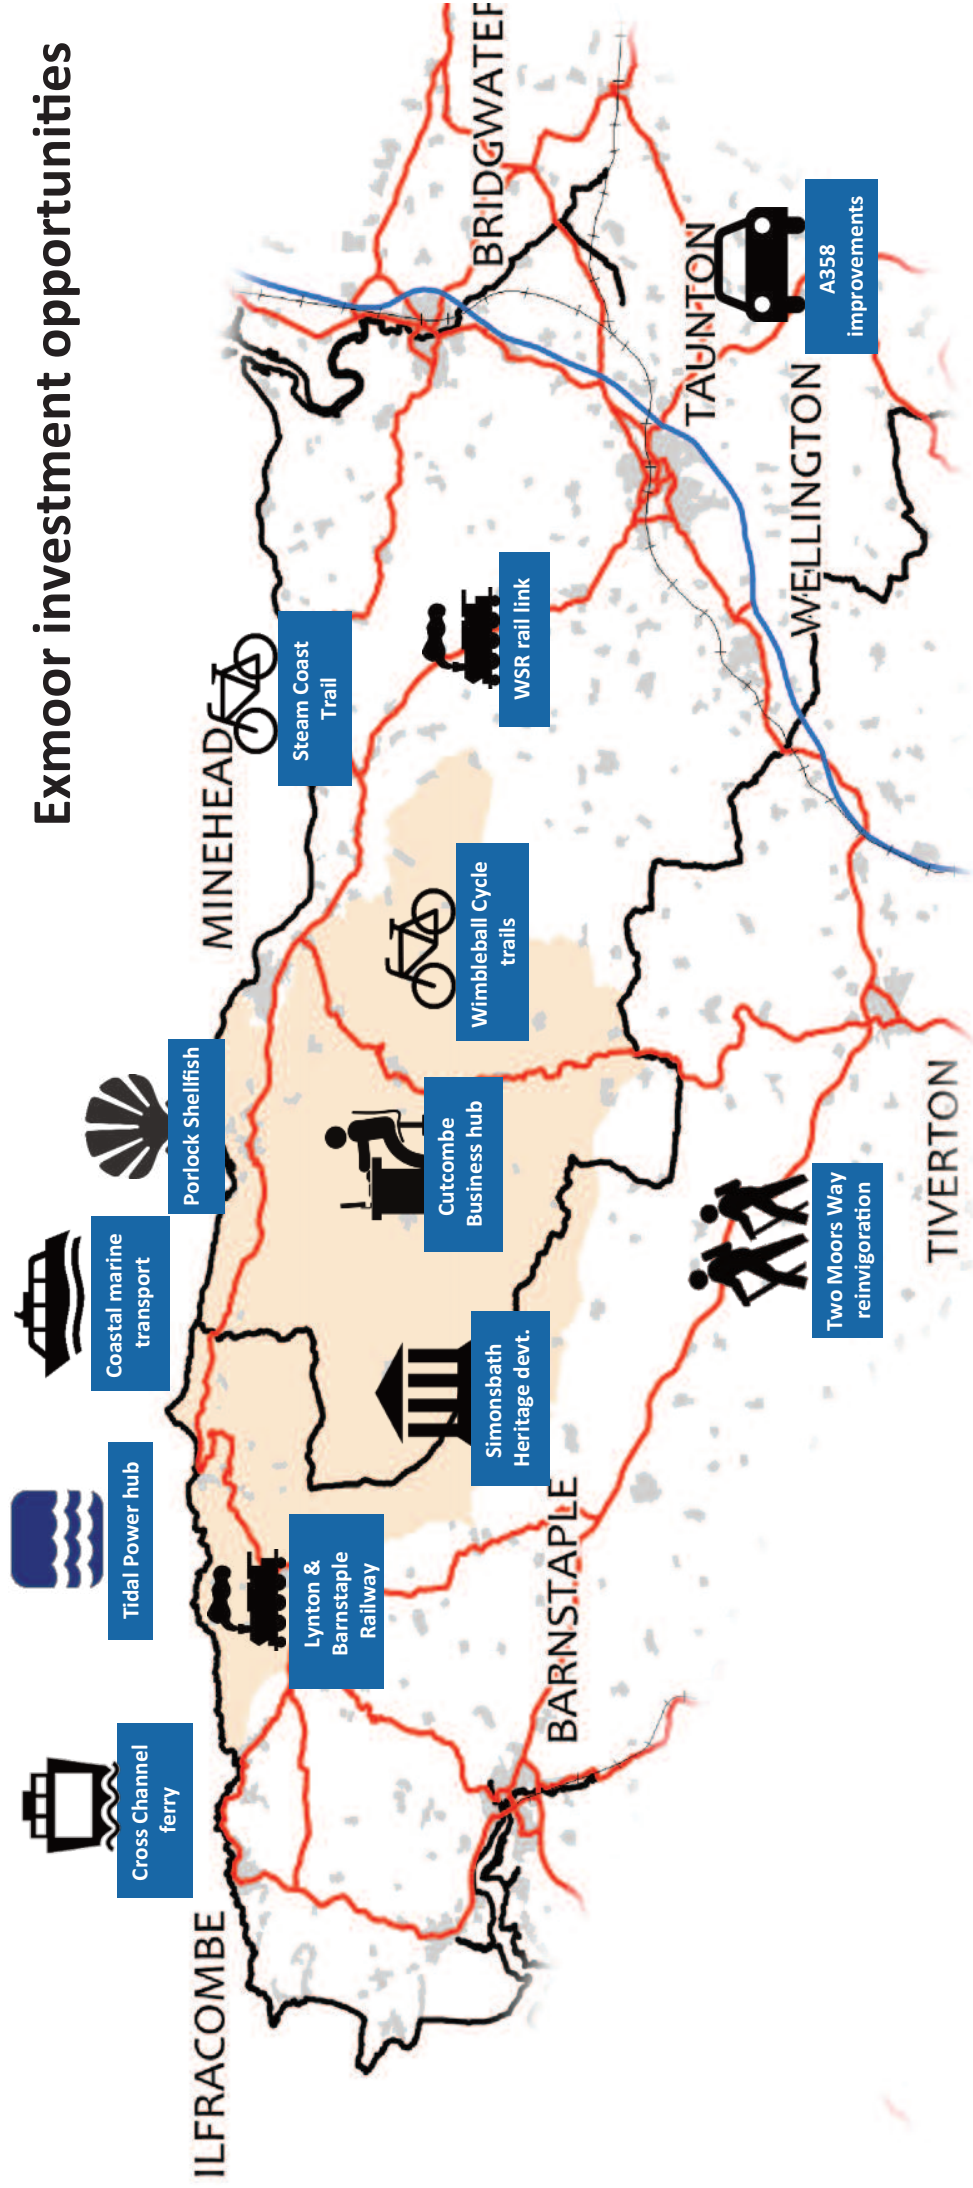 Exmoor investment opportunities
Cross Channel
ferry
Tidal Power hub
Coastal marine
transport
Porlock Shellfish
ILFRACOMBE
MINEHEAD
Steam Coast
Trail
Lynton &
Barnstaple
Railway
Cutcombe
Business hub
Wimbleball Cycle
trails
WSR rail link
BRIDGWATER
Simonsbath
Heritage devt.
BARNSTAPLE
TAUNTON
WELLINGTON
A358
improvements
Two Moors Way
reinvigoration
TIVERTON